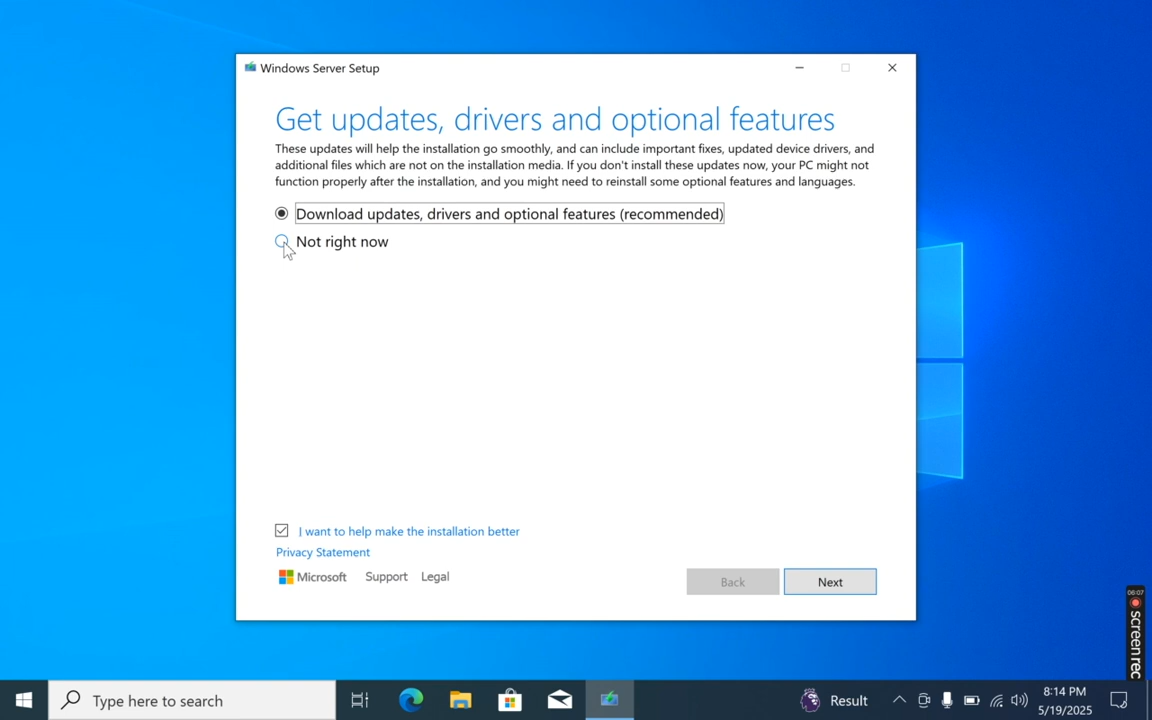 Windows Server Setup
Get updates, drivers and optional features
These updates will help the installation go smoothly, and can include important fixes, updated device drivers, and
additional files which are not on the installation media. If you don't install these updates now, your PC might not
function properly after the installation, and you might need to reinstall some optional features and languages.
Download updates, drivers and optional features (recommended)
Not right now
I want to help make the installation better
Privacy Statement
Microsoft Support Legal
Back Next
06:07
screen rec
Type here to search
Result
8:14 PM
5/19/2025